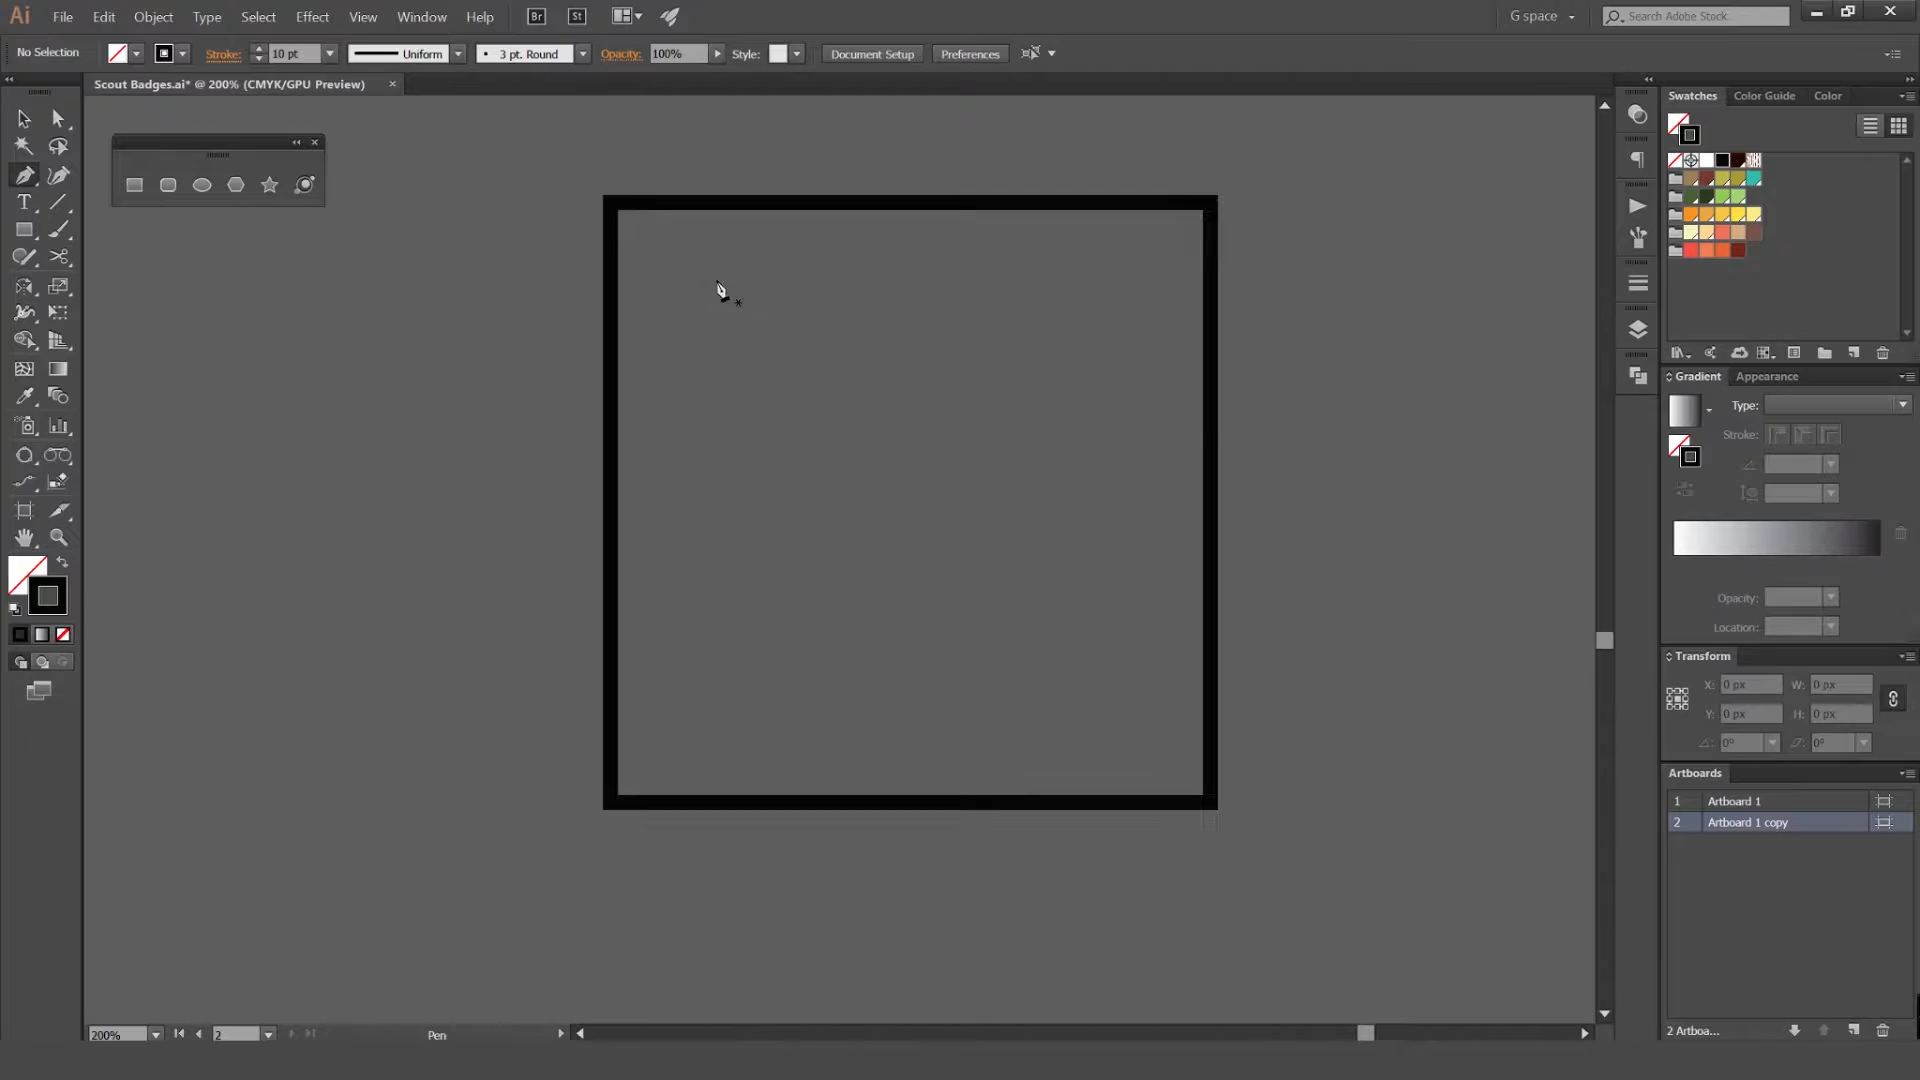 Ai File Edit Object Type Select Effect View Window Help Br St G space Search Adobe Stock
No Selection Stroke: 10 pt Uniform 3 pt. Round Opacity: 100% Style: Document Setup Preferences
Scout Badges.ai* @ 200% (CMYK/GPU Preview)
Swatches Color Guide Color
Gradient Appearance
Type:
Stroke:
Opacity:
Location:
Transform
X: 0 px W: 0 px
Y: 0 px H: 0 px
0° 0°
Artboards
1 Artboard 1
2 Artboard 1 copy
2 Artboa...
200% 2 Pen